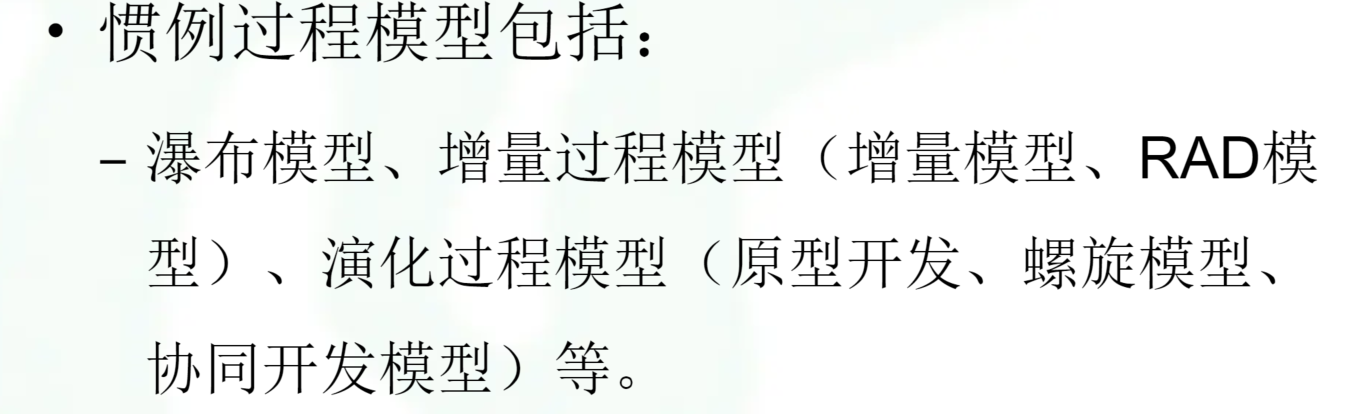 • 惯例过程模型包括：
– 瀑布模型、增量过程模型（增量模型、RAD模
型）、演化过程模型（原型开发、螺旋模型、
协同开发模型）等。